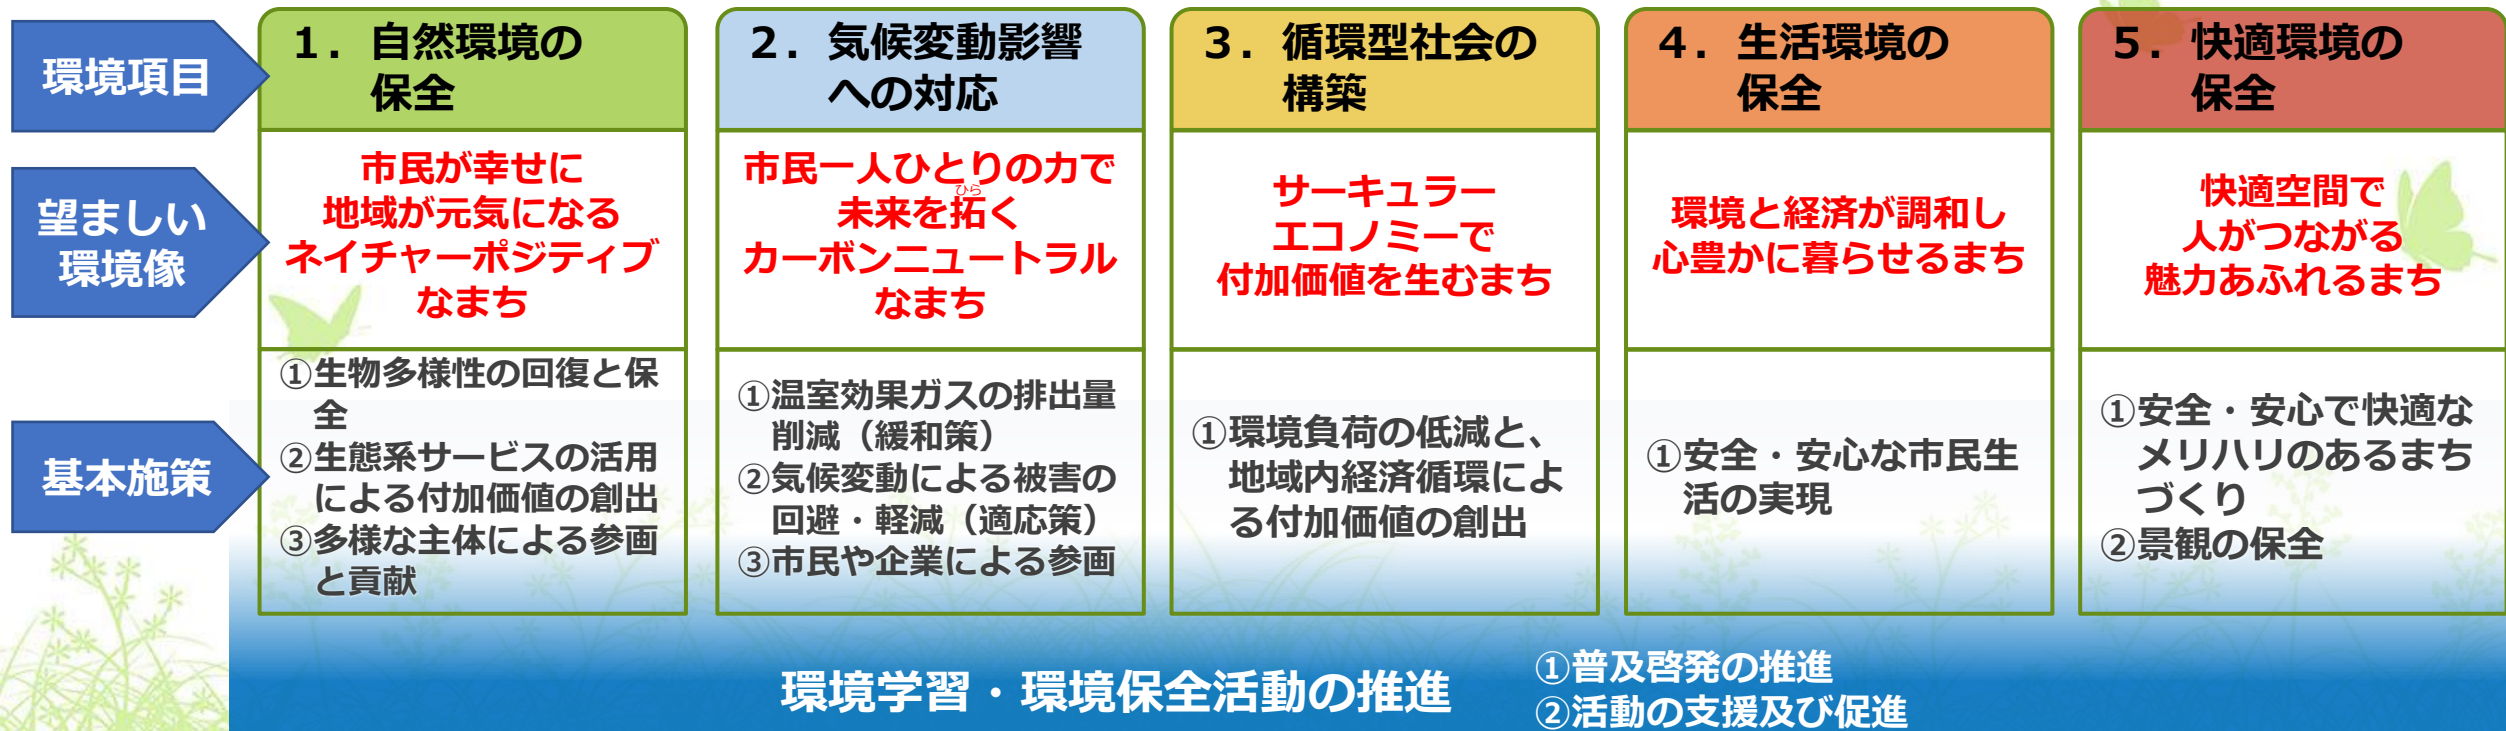 環境項目
1．自然環境の
保全
2．気候変動影響
への対応
3．循環型社会の
構築
4．生活環境の
保全
5．快適環境の
保全
望ましい
環境像
市民が幸せに
地域が元気になる
ネイチャーポジティブ
なまち
市民一人ひとりの力で
ひら
未来を拓く
カーボンニュートラル
なまち
サーキュラー
エコノミーで
付加価値を生むまち
環境と経済が調和し
心豊かに暮らせるまち
快適空間で
人がつながる
魅力あふれるまち
基本施策
①生物多様性の回復と保
全
②生態系サービスの活用
による付加価値の創出
③多様な主体による参画
と貢献
①温室効果ガスの排出量
削減（緩和策）
②気候変動による被害の
回避・軽減（適応策）
③市民や企業による参画
①環境負荷の低減と、
地域内経済循環によ
る付加価値の創出
①安全・安心な市民生
活の実現
①安全・安心で快適な
メリハリのあるまち
づくり
②景観の保全
環境学習・環境保全活動の推進
①普及啓発の推進
②活動の支援及び促進